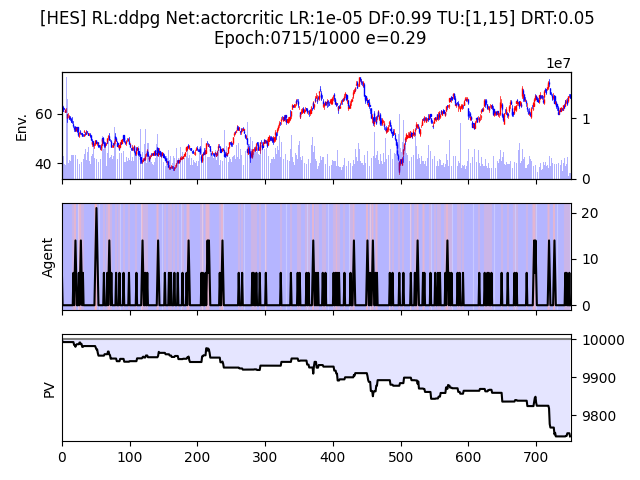 [HES] RL:ddpg Net:actorcritic LR:1e-05 DF:0.99 TU:[1,15] DRT:0.05
Epoch:0715/1000 e=0.29
1e7
Env.
60
40
1
0
Agent
20
10
0
PV
10000
9900
9800
0 100 200 300 400 500 600 700